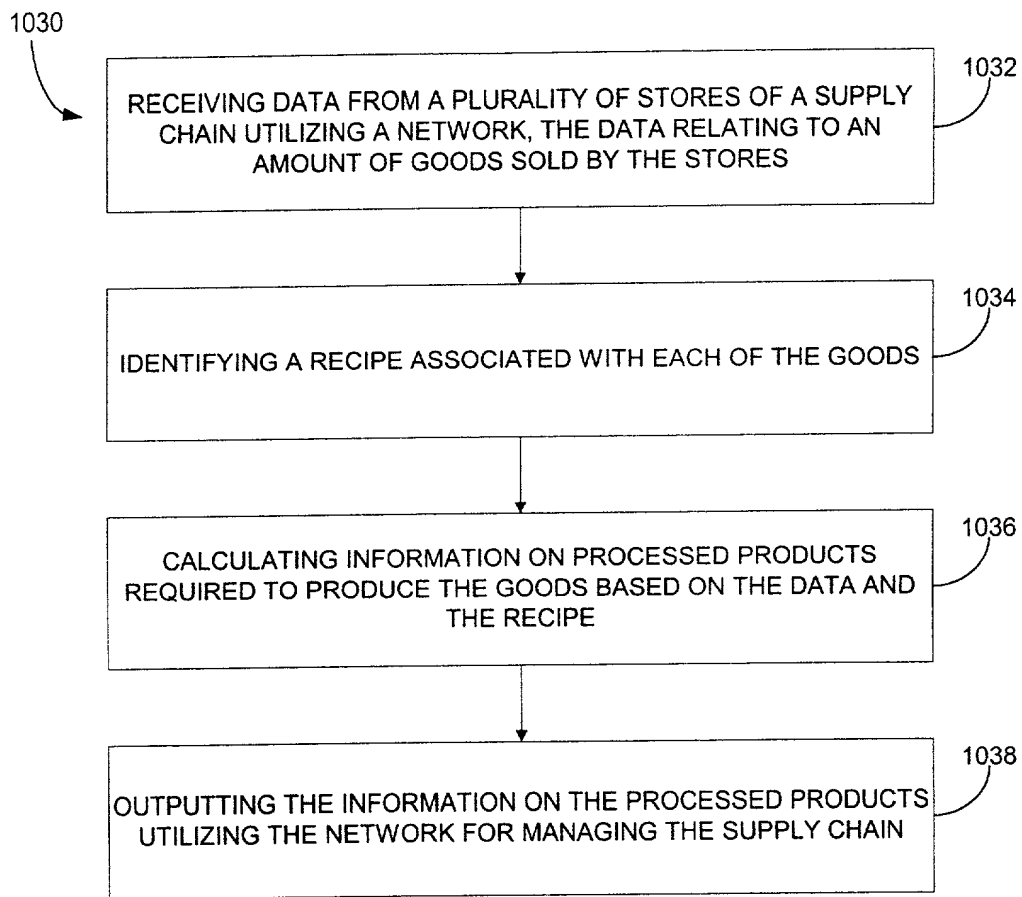 1030
1032
RECEIVING DATA FROM A PLURALITY OF STORES OF A SUPPLY
CHAIN UTILIZING A NETWORK, THE DATA RELATING TO AN
AMOUNT OF GOODS SOLD BY THE STORES
1034
IDENTIFYING A RECIPE ASSOCIATED WITH EACH OF THE GOODS
1036
CALCULATING INFORMATION ON PROCESSED PRODUCTS
REQUIRED TO PRODUCE THE GOODS BASED ON THE DATA AND
THE RECIPE
1038
OUTPUTTING THE INFORMATION ON THE PROCESSED PRODUCTS
UTILIZING THE NETWORK FOR MANAGING THE SUPPLY CHAIN